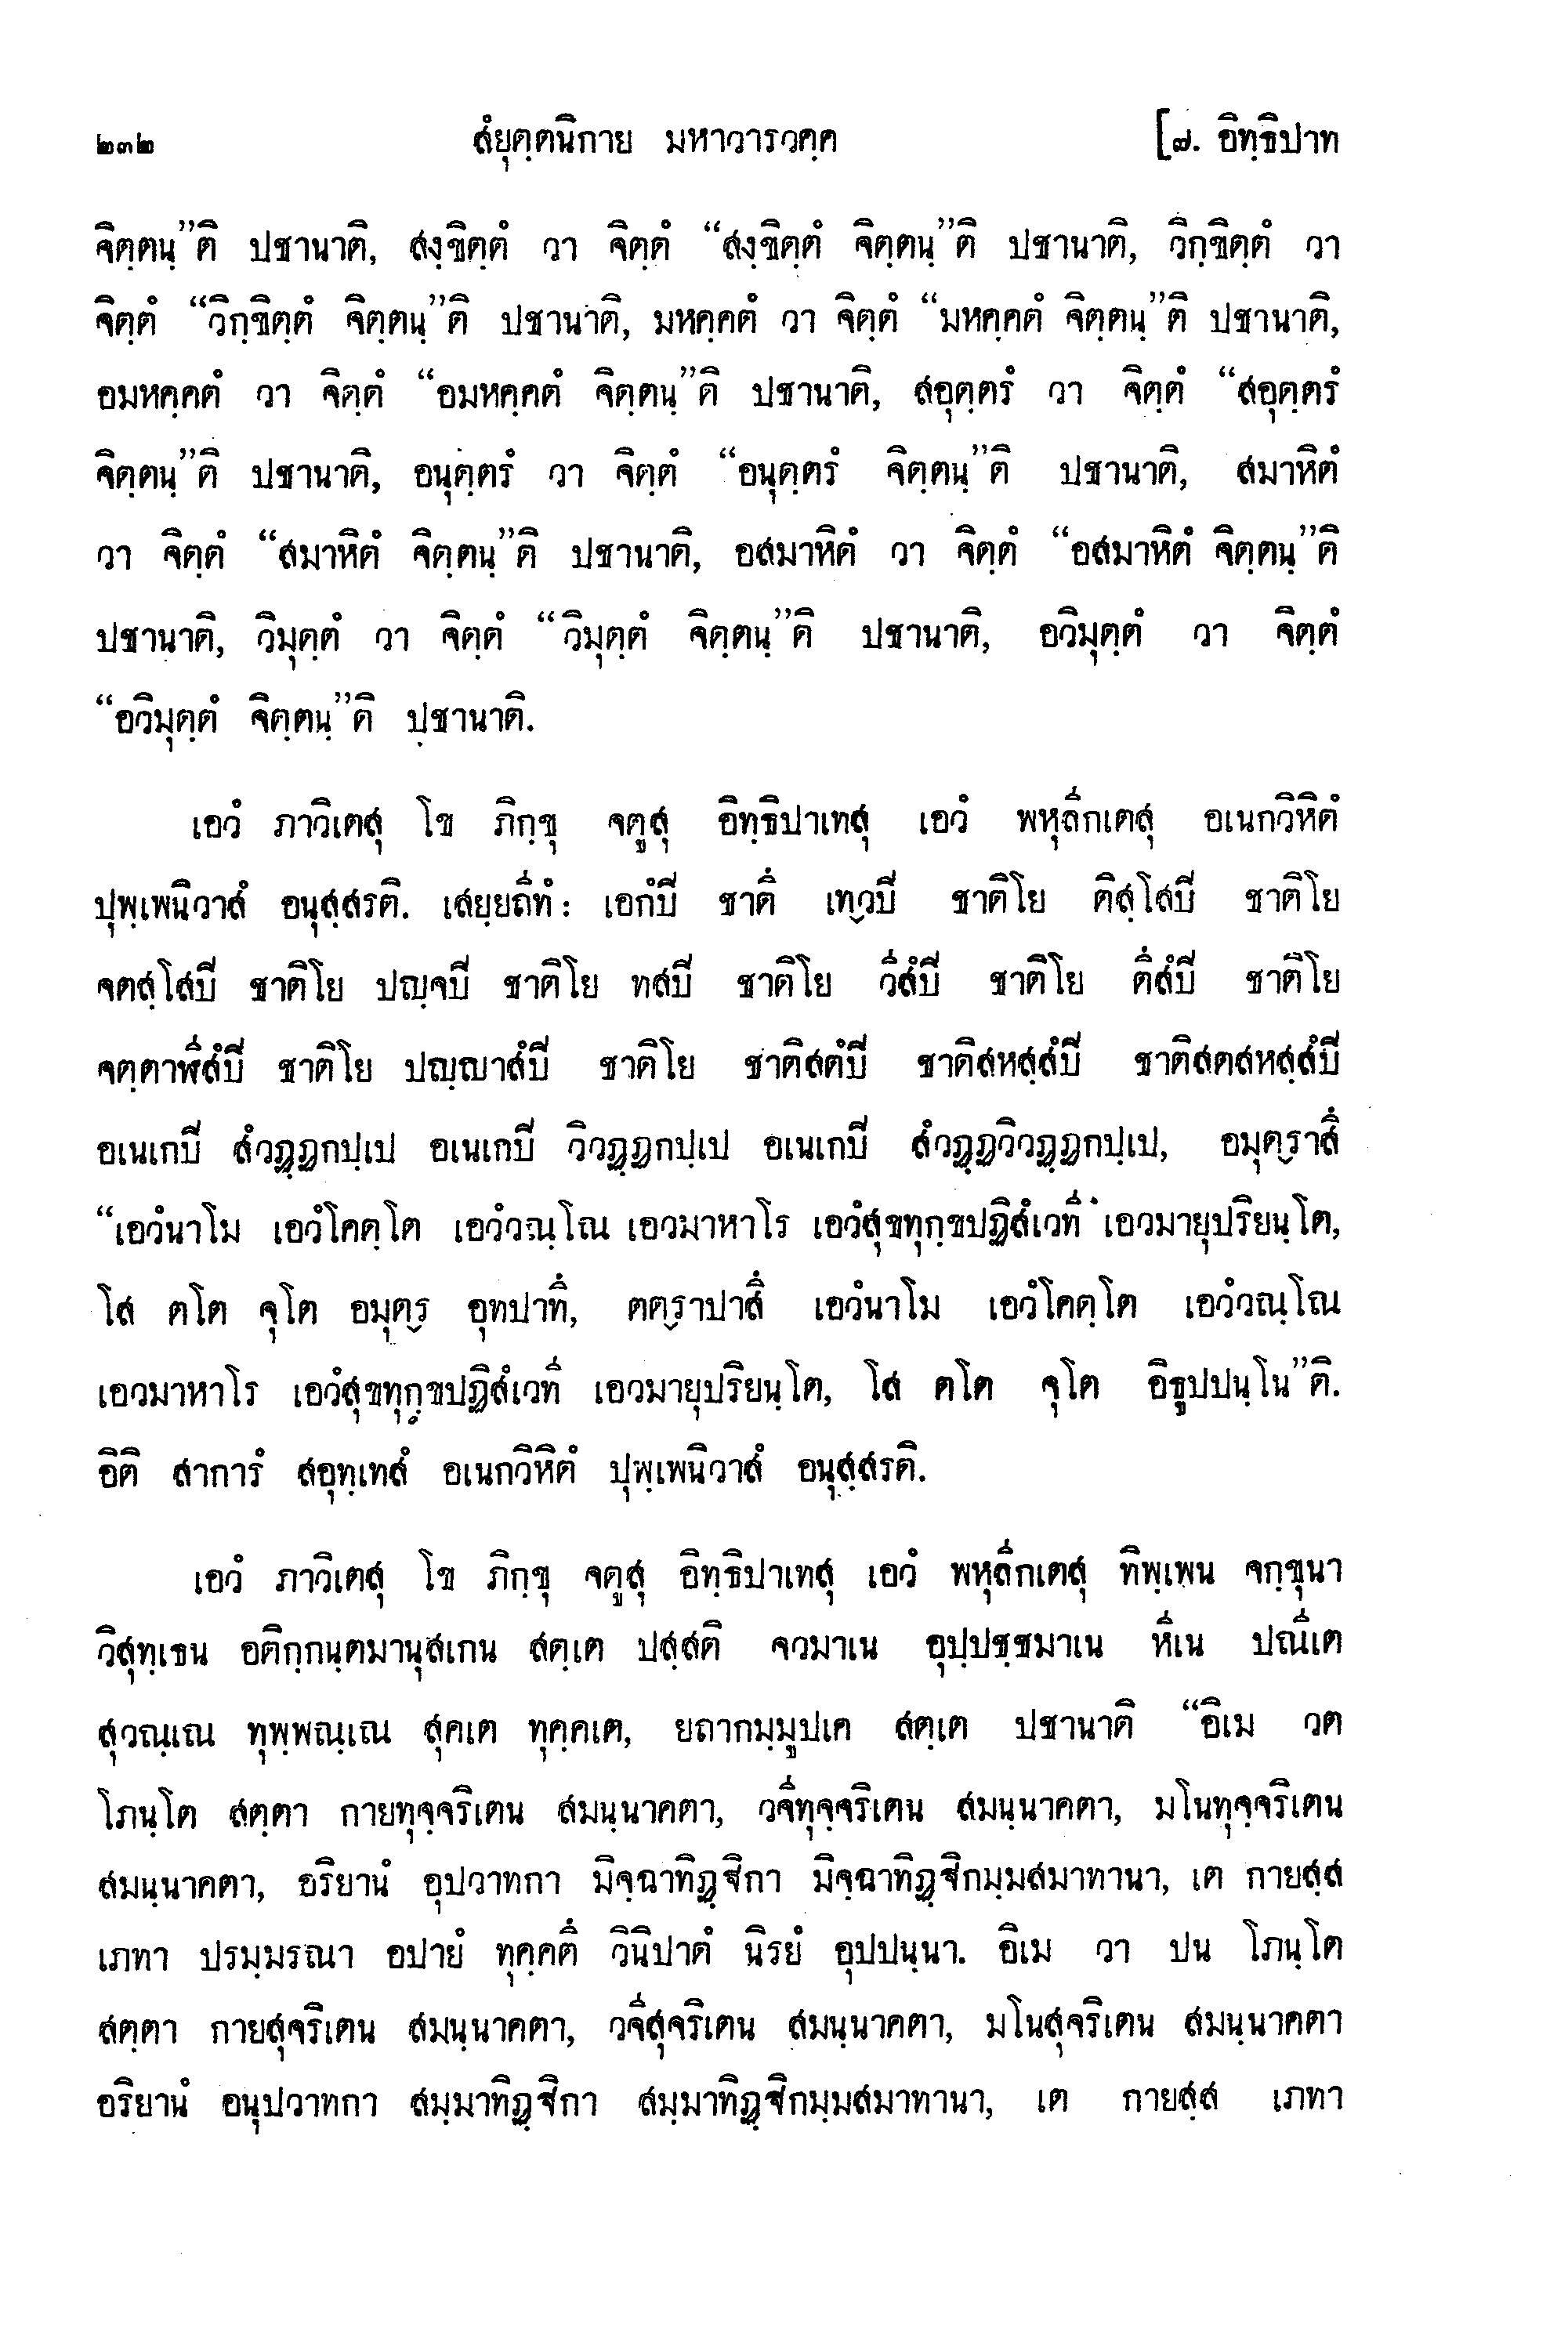 ๒๓๒ สํยุตฺตนิกาย มหาวารวคฺค [๗. อิทฺธิปาท
จิตฺตนฺ”ติ ปชานาติ, สงฺขิตฺตํ วา จิตฺตํ “สงฺขิตฺตํ จิตฺตนฺ”ติ ปชานาติ, วิกฺขิตฺตํ วา
จิตฺตํ “วิกฺขิตฺตํ จิตฺตนฺ”ติ ปชานาติ, มหคฺคตํ วา จิตฺตํ “มหคฺคตํ จิตฺตนฺ”ติ ปชานาติ,
อมหคฺคตํ วา จิตฺตํ “อมหคฺคตํ จิตฺตนฺ”ติ ปชานาติ, สอุตฺตรํ วา จิตฺตํ “สอุตฺตรํ
จิตฺตนฺ”ติ ปชานาติ, อนุตฺตรํ วา จิตฺตํ “อนุตฺตรํ จิตฺตนฺ”ติ ปชานาติ, สมาหิตํ
วา จิตฺตํ “สมาหิตํ จิตฺตนฺ”ติ ปชานาติ, อสมาหิตํ วา จิตฺตํ “อสมาหิตํ จิตฺตนฺ”ติ
ปชานาติ, วิมุตฺตํ วา จิตฺตํ “วิมุตฺตํ จิตฺตนฺ”ติ ปชานาติ, อวิมุตฺตํ วา จิตฺตํ
“อวิมุตฺตํ จิตฺตนฺ”ติ ปชานาติ.
เอวํ ภาวิเตสุ โข ภิกฺขุ จตูสุ อิทฺธิปาเทสุ เอวํ พหุลีกเตสุ อเนกวิหิตํ
ปุพฺเพนิวาสํ อนุสฺสรติ. เสยฺยถีทํ: เอกํปิ ชาตึ เทฺวปิ ชาติโย ติสฺโสปิ ชาติโย
จตสฺโสปิ ชาติโย ปญฺจปิ ชาติโย ทสปิ ชาติโย วีสํปิ ชาติโย ตึสํปิ ชาติโย
จตฺตาฬีสํปิ ชาติโย ปญฺญาสํปิ ชาติโย ชาติสตํปิ ชาติสหสฺสํปิ ชาติสตสหสฺสํปิ
อเนเกปิ สํวฏฺฏกปฺเป อเนเกปิ วิวฏฺฏกปฺเป อเนเกปิ สํวฏฺฏวิวฏฺฏกปฺเป, อมุตฺราสึ
“เอวํนาโม เอวํโคตฺโต เอวํวณฺโณ เอวมาหาโร เอวํสุขทุกฺขปฏิสํเวที เอวมายุปริยนฺโต,
โส ตโต จุโต อมุตฺร อุทปาทึ, ตตฺราปาสึ เอวํนาโม เอวํโคตฺโต เอวํวณฺโณ
เอวมาหาโร เอวํสุขทุกฺขปฏิสํเวที เอวมายุปริยนฺโต, โส ตโต จุโต อิธูปปนฺโน”ติ.
อิติ สาการํ สอุทฺเทสํ อเนกวิหิตํ ปุพฺเพนิวาสํ อนุสฺสรติ.
เอวํ ภาวิเตสุ โข ภิกฺขุ จตูสุ อิทฺธิปาเทสุ เอวํ พหุลีกเตสุ ทิพฺเพน จกฺขุนา
วิสุทฺเธน อติกฺกนฺตมานุสเกน สตฺเต ปสฺสติ จวมาเน อุปฺปชฺชมาเน หีเน ปณีเต
สุวณฺเณ ทุพฺพณฺเณ สุคเต ทุคฺคเต, ยถากมฺมูปเค สตฺเต ปชานาติ “อิเม วต
โภนฺโต สตฺตา กายทุจฺจริเตน สมนฺนาคตา, วจีทุจฺจริเตน สมนฺนาคตา, มโนทุจฺจริเตน
สมนฺนาคตา, อริยานํ อุปวาทกา มิจฺฉาทิฏฺฐิกา มิจฺฉาทิฏฺฐิกมฺมสมาทานา, เต กายสฺส
เภทา ปรมฺมรณา อปายํ ทุคฺคตึ วินิปาตํ นิรยํ อุปปนฺนา. อิเม วา ปน โภนฺโต
สตฺตา กายสุจริเตน สมนฺนาคตา, วจีสุจริเตน สมนฺนาคตา, มโนสุจริเตน สมนฺนาคตา
อริยานํ อนุปวาทกา สมฺมาทิฏฺฐิกา สมฺมาทิฏฺฐิกมฺมสมาทานา, เต กายสฺส เภทา